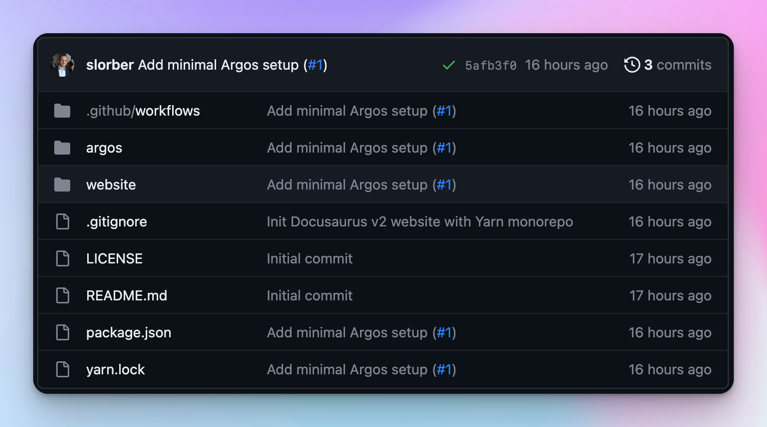 slorber Add minimal Argos setup (#1) 5afb3f0 16 hours ago 3 commits
.github/workflows Add minimal Argos setup (#1) 16 hours ago
argos Add minimal Argos setup (#1) 16 hours ago
website Add minimal Argos setup (#1) 16 hours ago
.gitignore Init Docusaurus v2 website with Yarn monorepo 16 hours ago
LICENSE Initial commit 17 hours ago
README.md Initial commit 17 hours ago
package.json Add minimal Argos setup (#1) 16 hours ago
yarn.lock Add minimal Argos setup (#1) 16 hours ago